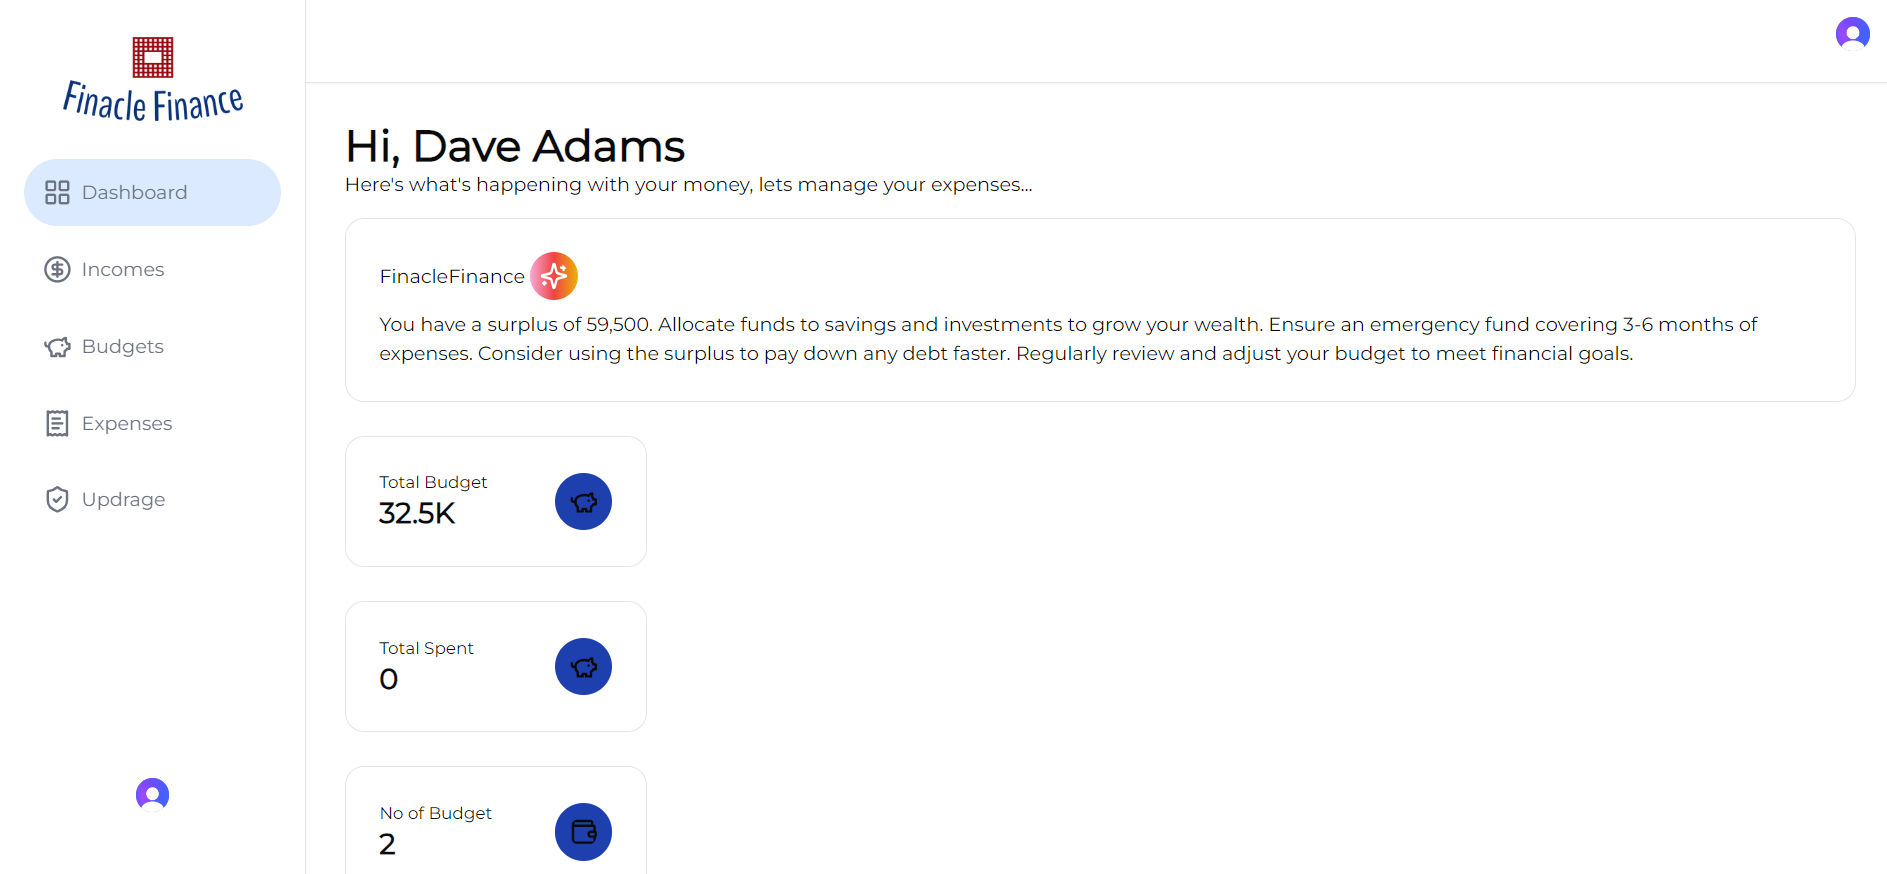 Finacle Finance
Dashboard
Incomes
Budgets
Expenses
Updrage
Hi, Dave Adams
Here's what's happening with your money, lets manage your expenses...
FinacleFinance
You have a surplus of 59,500. Allocate funds to savings and investments to grow your wealth. Ensure an emergency fund covering 3-6 months of
expenses. Consider using the surplus to pay down any debt faster. Regularly review and adjust your budget to meet financial goals.
Total Budget
32.5K
Total Spent
0
No of Budget
2